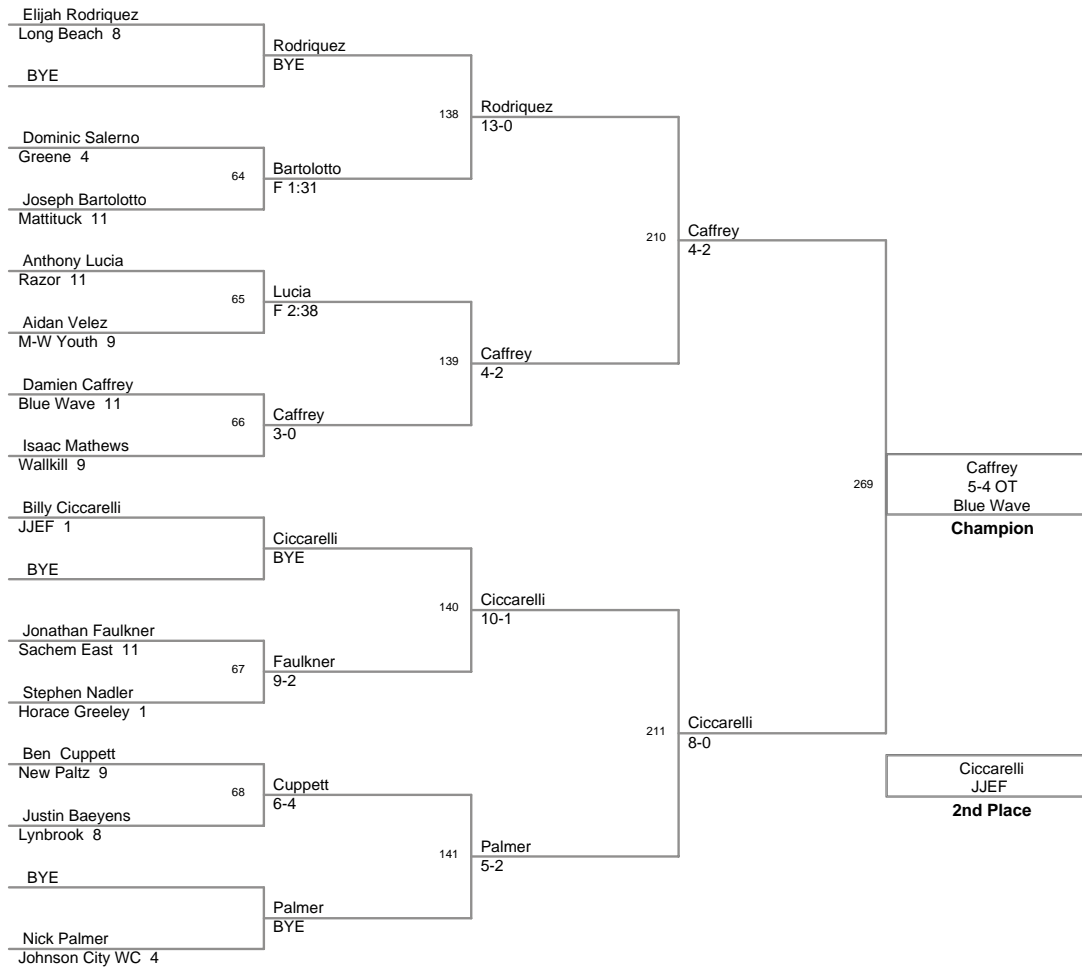 Elijah Rodriquez
Long Beach 8
BYE
Dominic Salerno
Greene 4
Joseph Bartolotto
Mattituck 11
Anthony Lucia
Razor 11
Aidan Velez
M-W Youth 9
Damien Caffrey
Blue Wave 11
Isaac Mathews
Wallkill 9
Billy Ciccarelli
JJEF 1
BYE
Jonathan Faulkner
Sachem East 11
Stephen Nadler
Horace Greeley 1
Ben Cuppett
New Paltz 9
Justin Baeyens
Lynbrook 8
BYE
Nick Palmer
Johnson City WC 4
Rodriquez
BYE
64
Bartolotto
F 1:31
65
Lucia
F 2:38
66
Caffrey
3-0
Ciccarelli
BYE
67
Faulkner
9-2
68
Cuppett
6-4
Palmer
BYE
138
Rodriquez
13-0
139
Caffrey
4-2
140
Ciccarelli
10-1
141
Palmer
5-2
210
Caffrey
4-2
211
Ciccarelli
8-0
269
Caffrey
5-4 OT
Blue Wave
Champion
Ciccarelli
JJEF
2nd Place